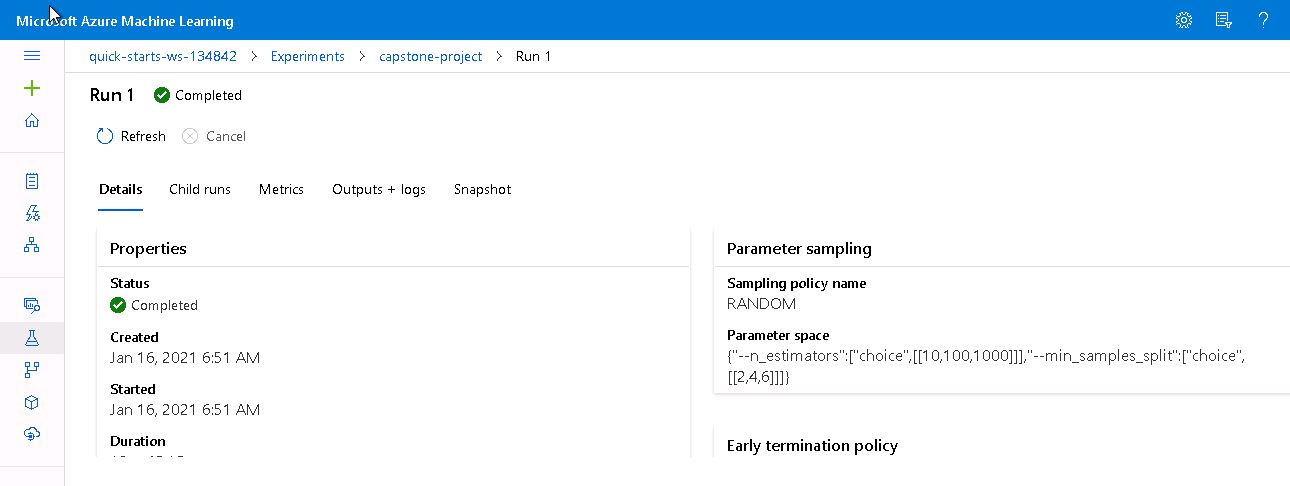 Microsoft Azure Machine Learning
quick-starts-ws-134842 > Experiments > capstone-project > Run 1
Run 1 Completed
Refresh Cancel
Details Child runs Metrics Outputs + logs Snapshot
Properties
Status
Completed
Created
Jan 16, 2021 6:51 AM
Started
Jan 16, 2021 6:51 AM
Duration
Parameter sampling
Sampling policy name
RANDOM
Parameter space
{"--n_estimators":["choice",[[10,100,1000]]],"--min_samples_split":["choice",
[[2,4,6]]]}
Early termination policy